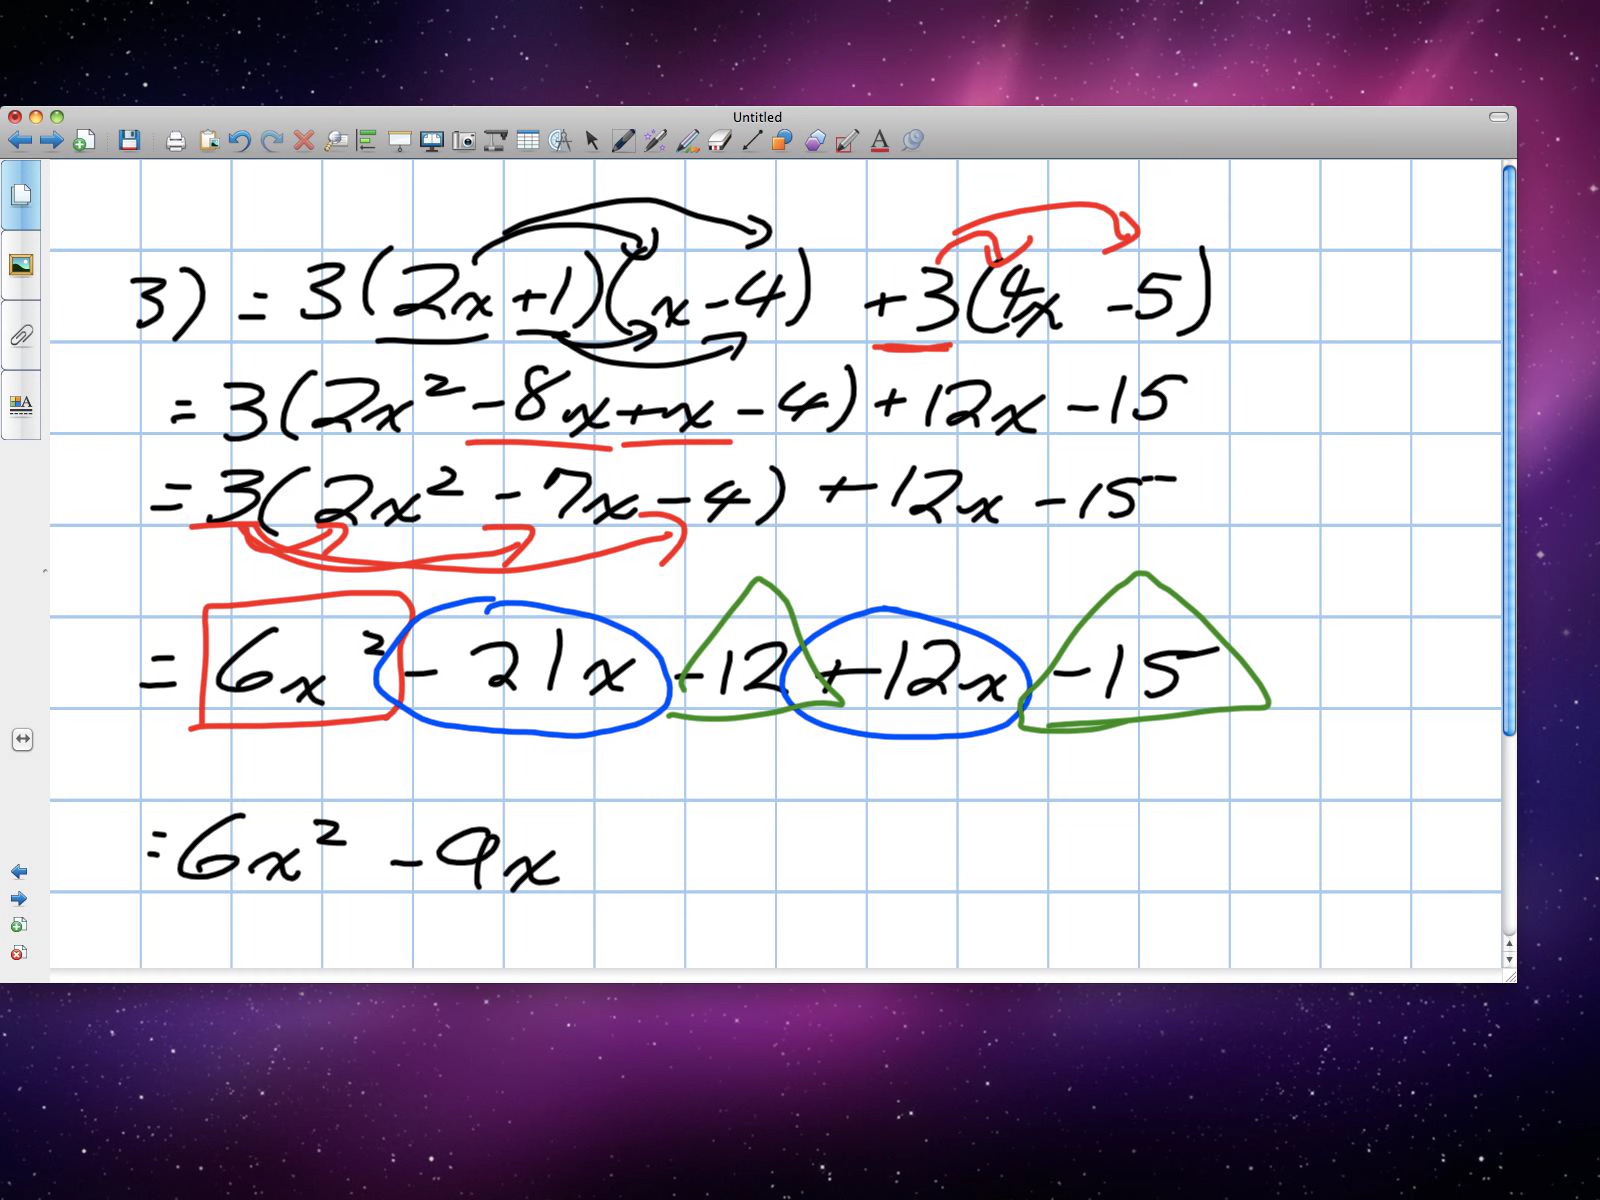 Untitled
3) = 3(2x+1)(x-4) +3(4x -5)
= 3(2x² -8x+x -4) +12x -15
= 3(2x² - 7x -4) +12x -15
= 6x² - 21x -12 +12x -15
= 6x² -9x